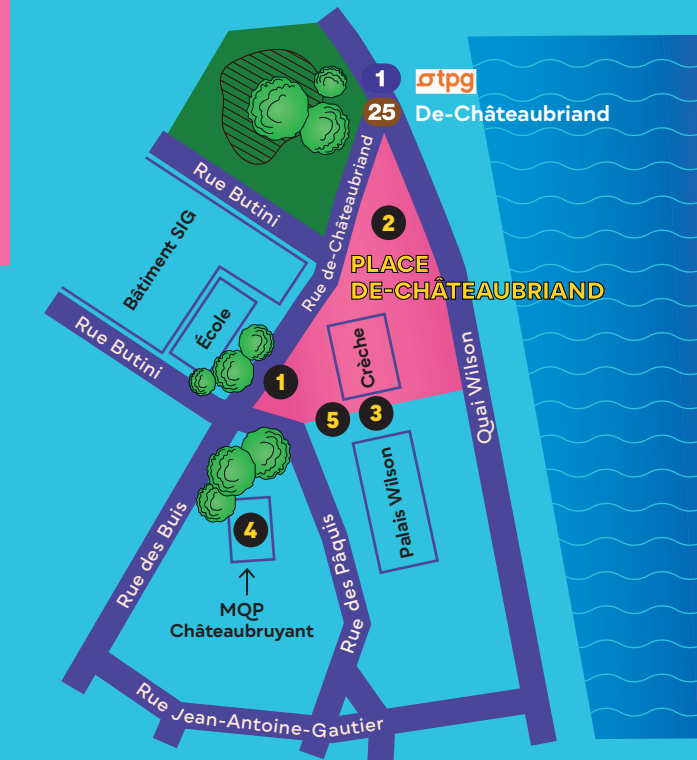 1
tpg
25
De-Châteaubriand
Rue Butini
Rue de-Châteaubriand
2
PLACE
DE-CHÂTEAUBRIAND
Bâtiment SIG
École
Rue Butini
Crèche
1
5
3
Quai Wilson
Palais Wilson
4
MQP
Châteaubruyant
Rue des Buis
Rue des Pâquis
Rue Jean-Antoine-Gautier